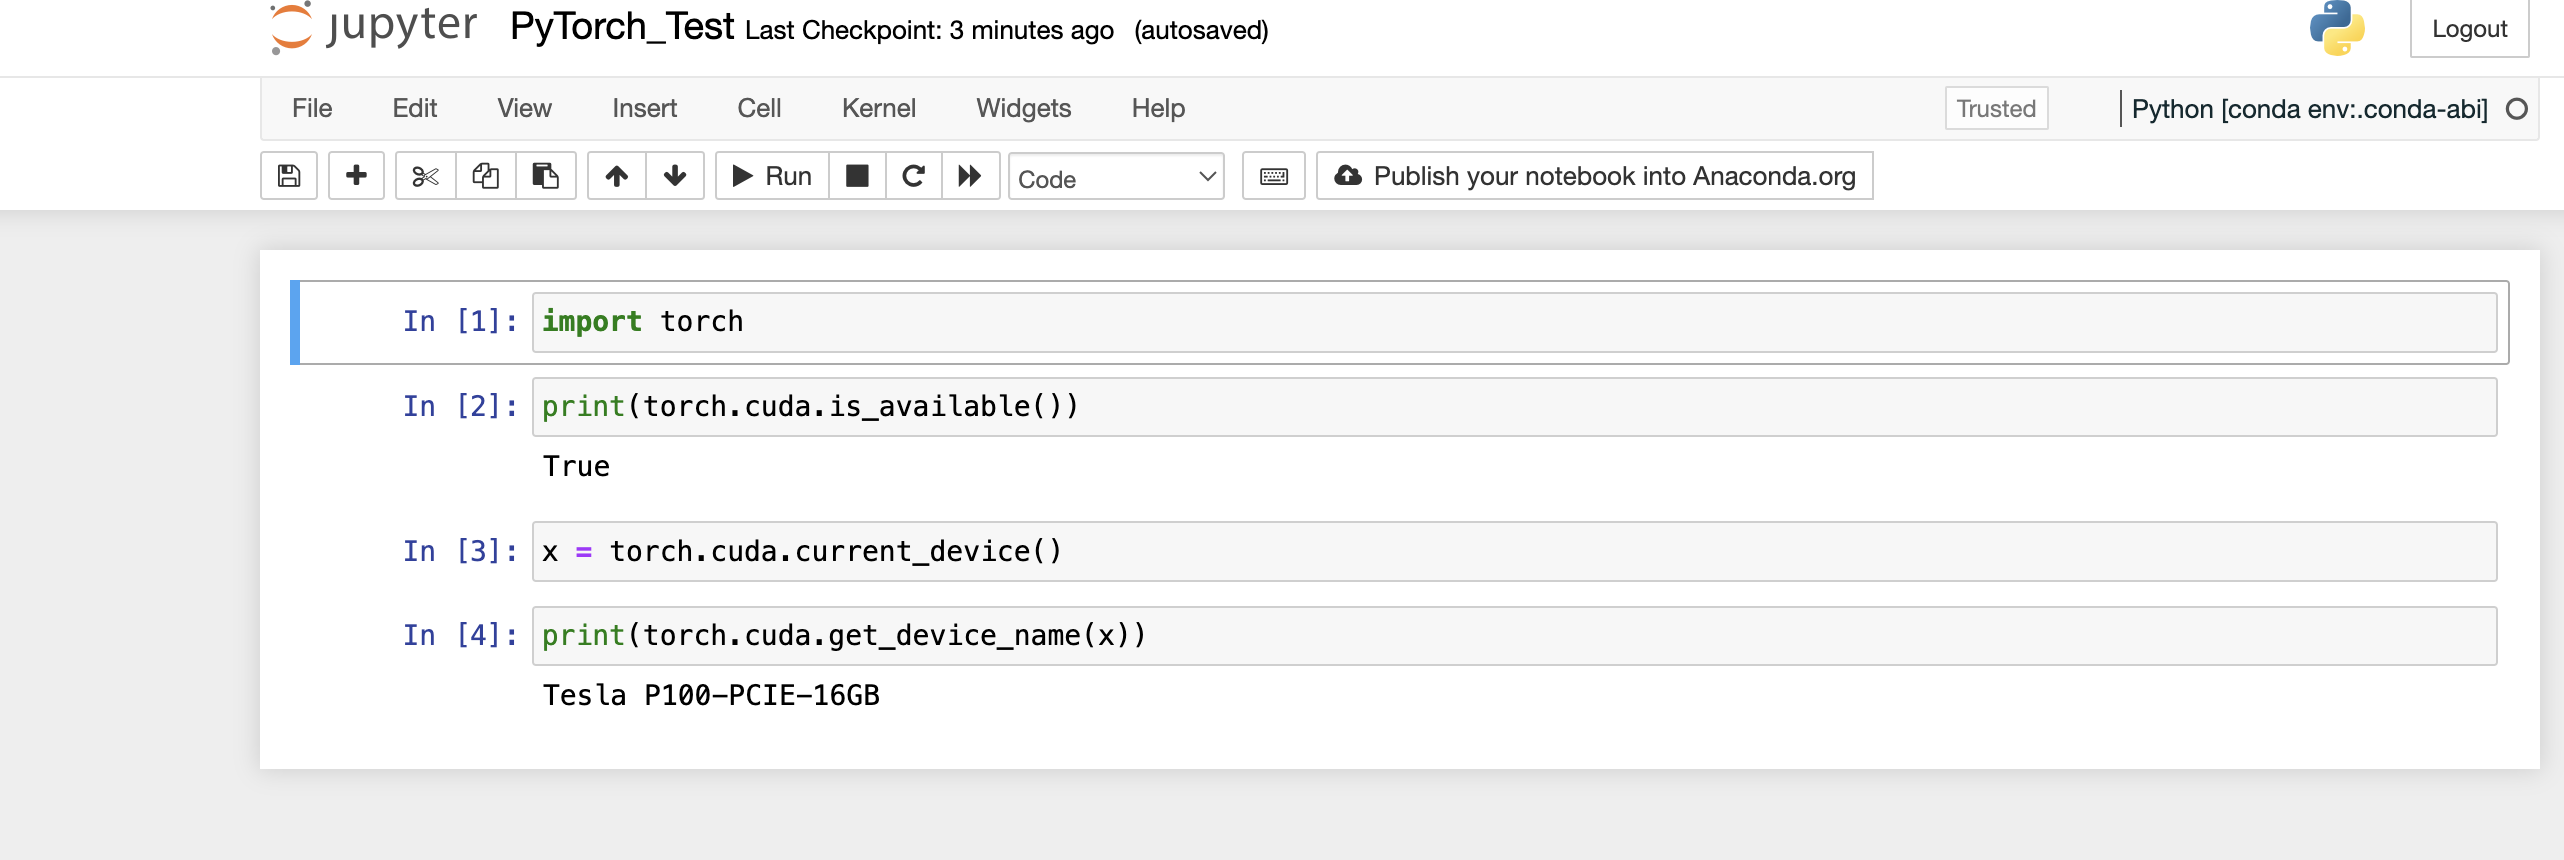 jupyter PyTorch_Test Last Checkpoint: 3 minutes ago (autosaved) Logout
File Edit View Insert Cell Kernel Widgets Help Trusted Python [conda env:.conda-abi]
Run Code Publish your notebook into Anaconda.org
In [1]: import torch
In [2]: print(torch.cuda.is_available())
True
In [3]: x = torch.cuda.current_device()
In [4]: print(torch.cuda.get_device_name(x))
Tesla P100-PCIE-16GB